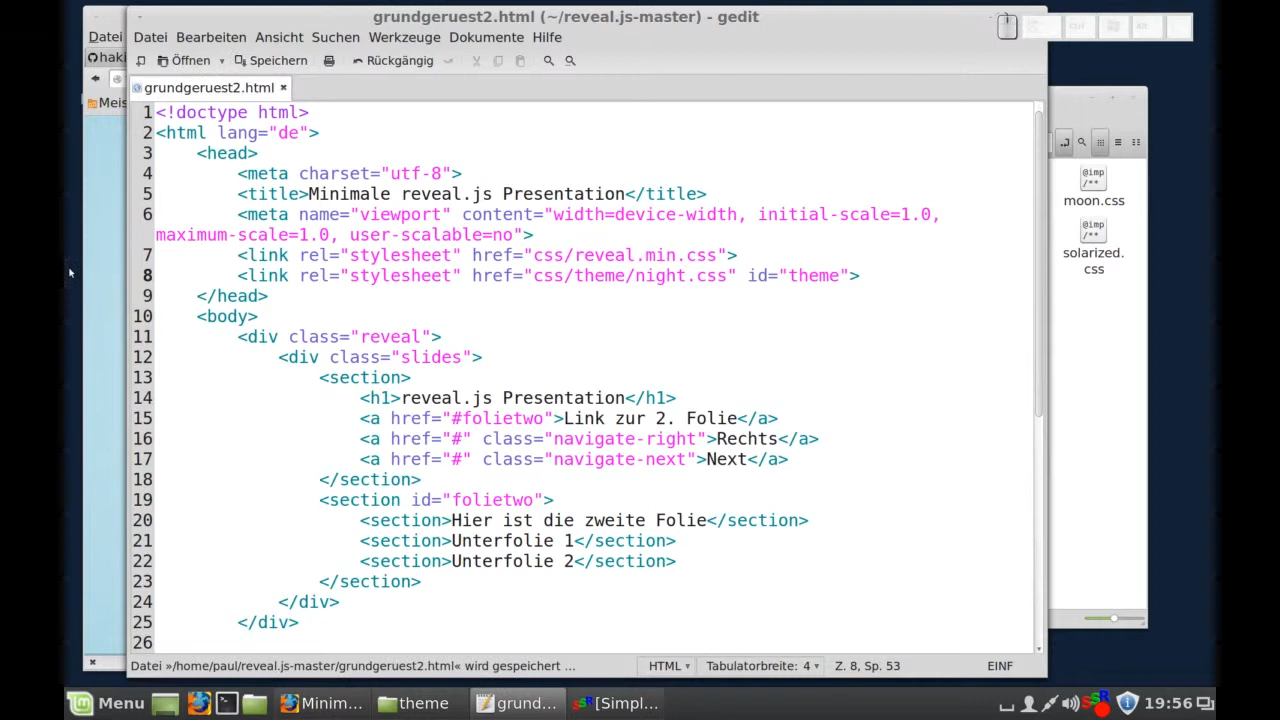 grundgeruest2.html (~/reveal.js-master) - gedit
Datei
Datei Bearbeiten Ansicht Suchen Werkzeuge Dokumente Hilfe
haki
Öffnen Speichern Rückgängig
grundgeruest2.html
Meis
1 <!doctype html>
2 <html lang="de">
3 <head>
4 <meta charset="utf-8">
5 <title>Minimale reveal.js Presentation</title>
6 <meta name="viewport" content="width=device-width, initial-scale=1.0,
maximum-scale=1.0, user-scalable=no">
7 <link rel="stylesheet" href="css/reveal.min.css">
8 <link rel="stylesheet" href="css/theme/night.css" id="theme">
9 </head>
10 <body>
11 <div class="reveal">
12 <div class="slides">
13 <section>
14 <h1>reveal.js Presentation</h1>
15 <a href="#folietwo">Link zur 2. Folie</a>
16 <a href="#" class="navigate-right">Rechts</a>
17 <a href="#" class="navigate-next">Next</a>
18 </section>
19 <section id="folietwo">
20 <section>Hier ist die zweite Folie</section>
21 <section>Unterfolie 1</section>
22 <section>Unterfolie 2</section>
23 </section>
24 </div>
25 </div>
26
@imp
/**
moon.css
@imp
/**
solarized.
css
Datei »/home/paul/reveal.js-master/grundgeruest2.html« wird gespeichert ...
HTML Tabulatorbreite: 4 Z. 8, Sp. 53 EINF
Menu Minim... theme grund... [Simpl... SSR 19:56